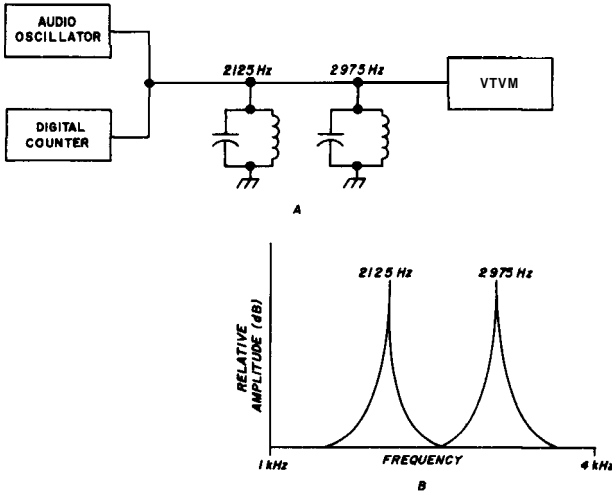 AUDIO
OSCILLATOR
2125 Hz
2975 Hz
VTVM
DIGITAL
COUNTER
A
2125 Hz
2975 Hz
RELATIVE
AMPLITUDE (dB)
1 kHz
FREQUENCY
4 kHz
B